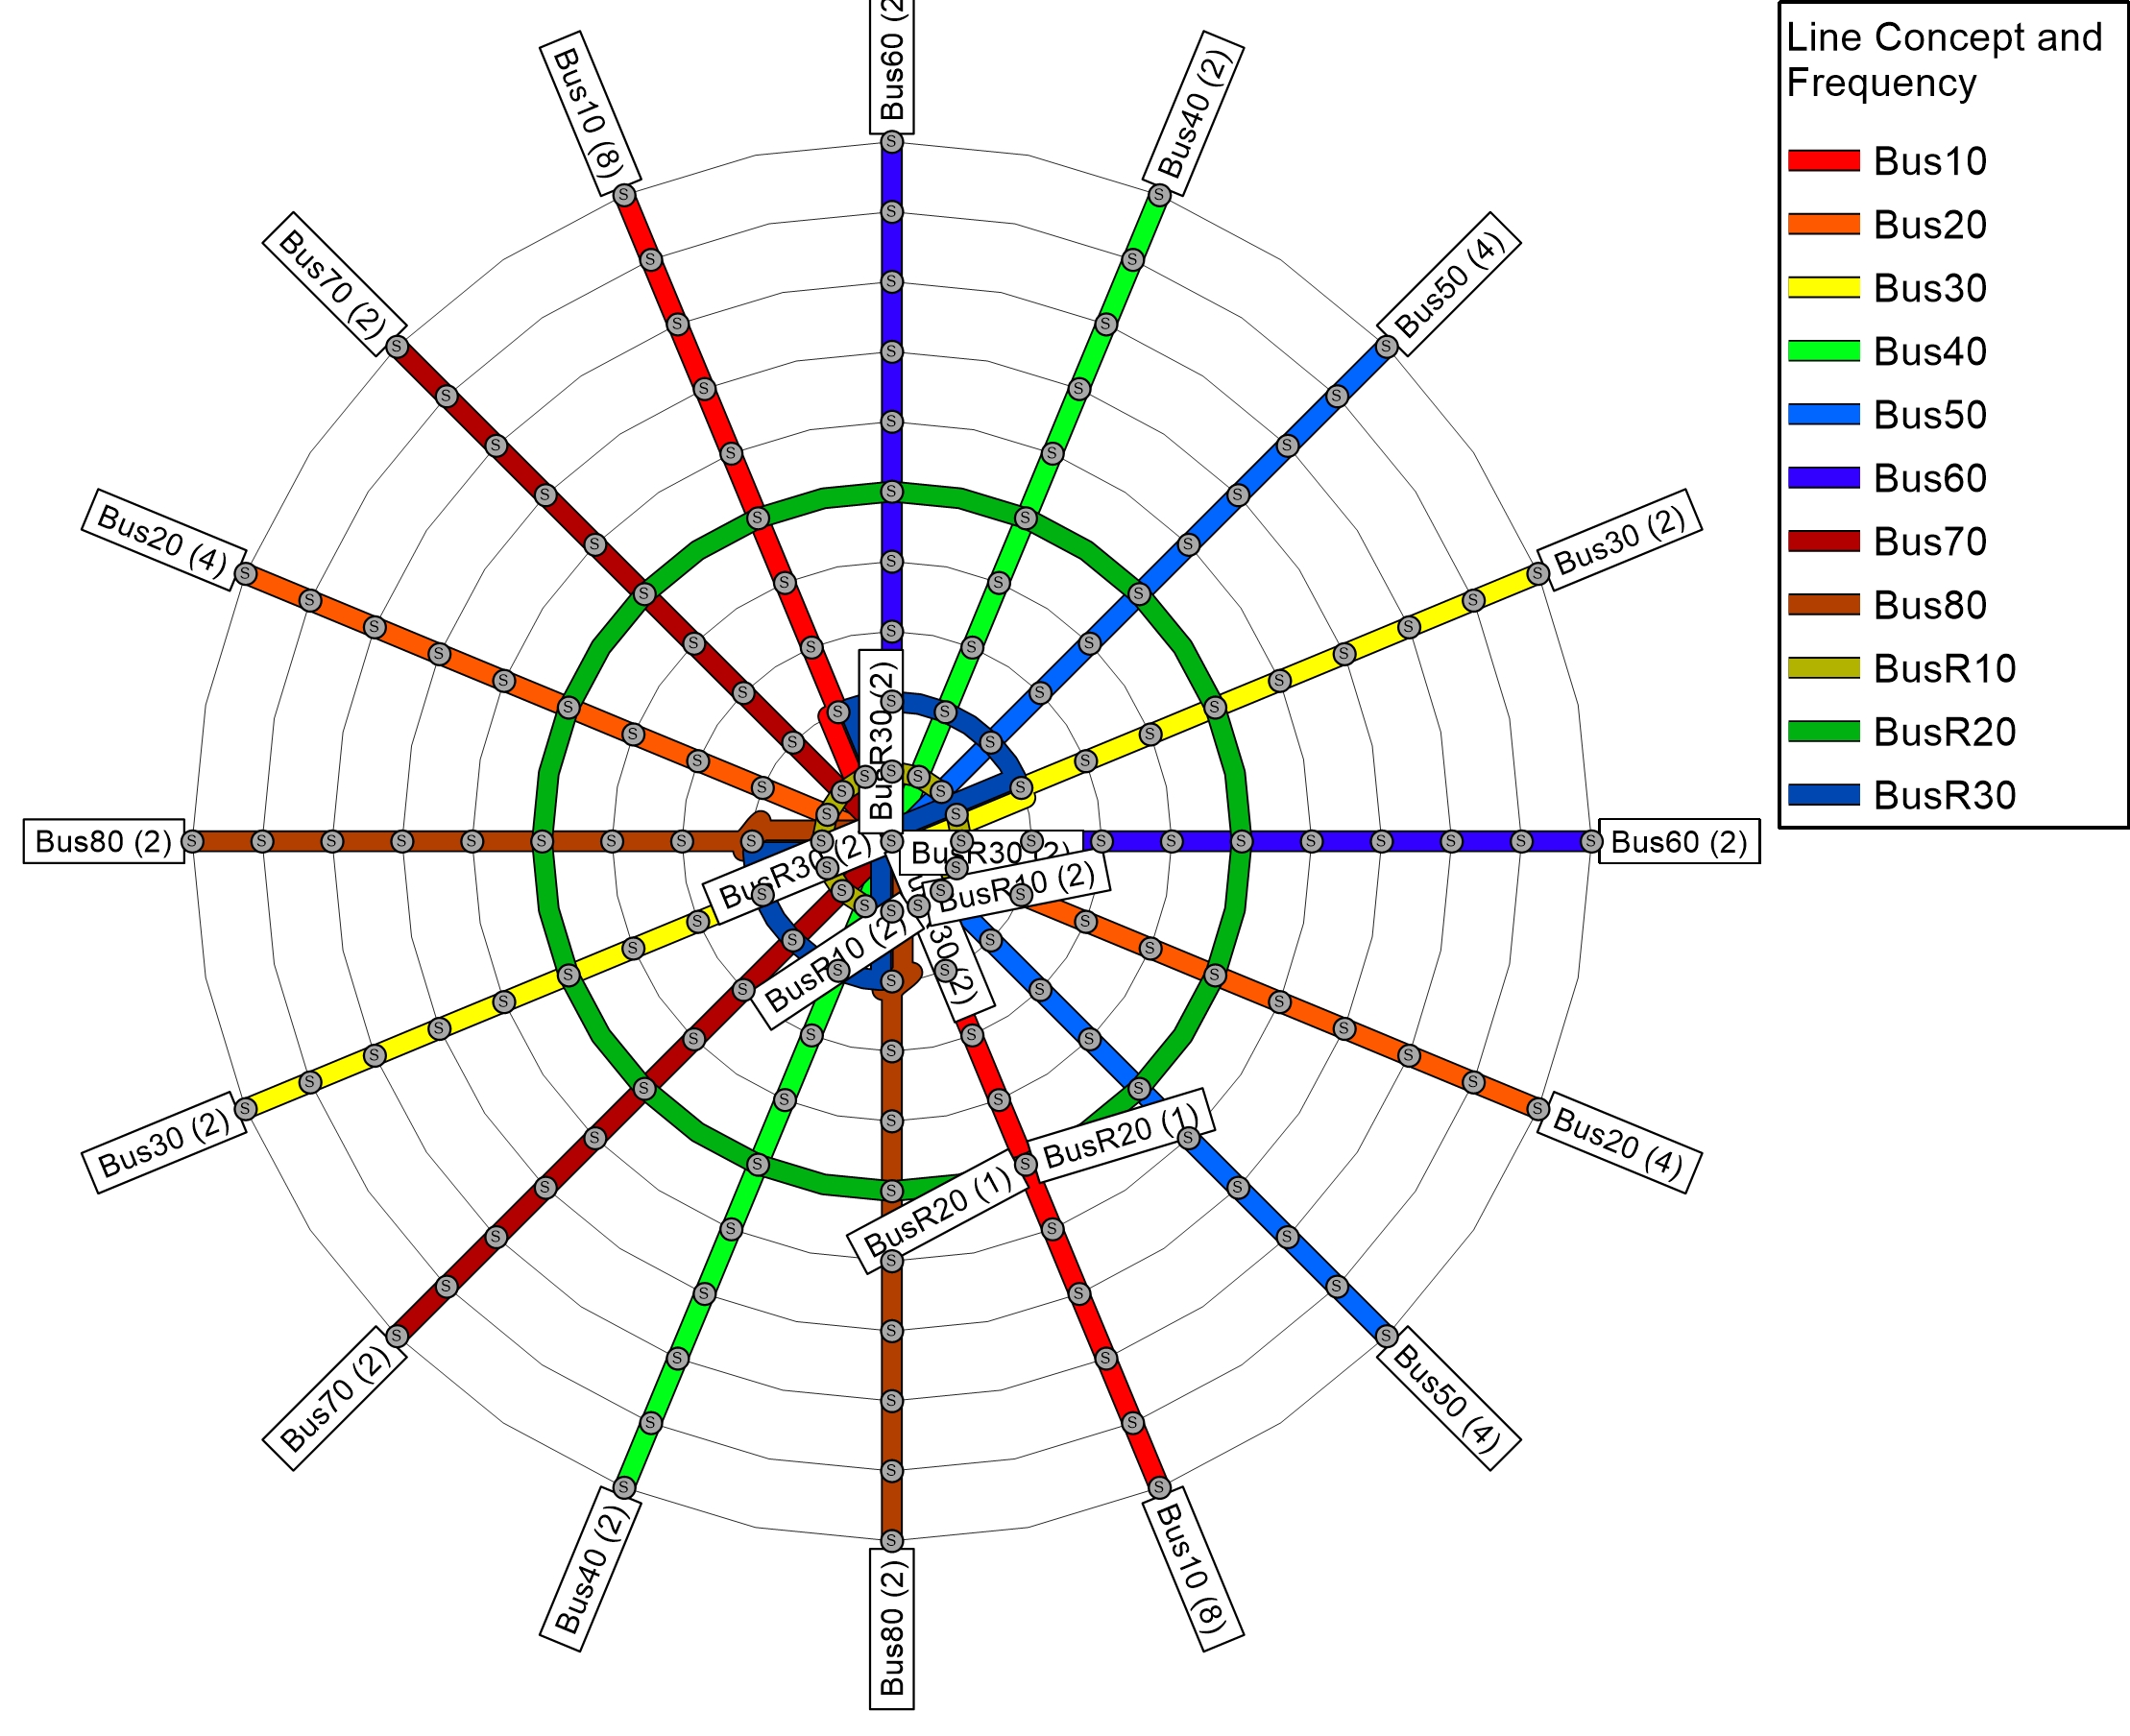 Line Concept and
Frequency
Bus10
Bus20
Bus30
Bus40
Bus50
Bus60
Bus70
Bus80
BusR10
BusR20
BusR30
Bus60 (2
Bus10 (8)
Bus40 (2)
Bus70 (2)
Bus50 (4)
Bus20 (4)
Bus30 (2)
BusR30 (2)
Bus80 (2)
BusR30 (2)
BusR30 (2)
Bus60 (2)
BusR10 (2)
BusR10 (2)
30 (2)
BusR20 (1)
BusR20 (1)
Bus30 (2)
Bus20 (4)
Bus70 (2)
Bus50 (4)
Bus40 (2)
Bus80 (2)
Bus10 (8)